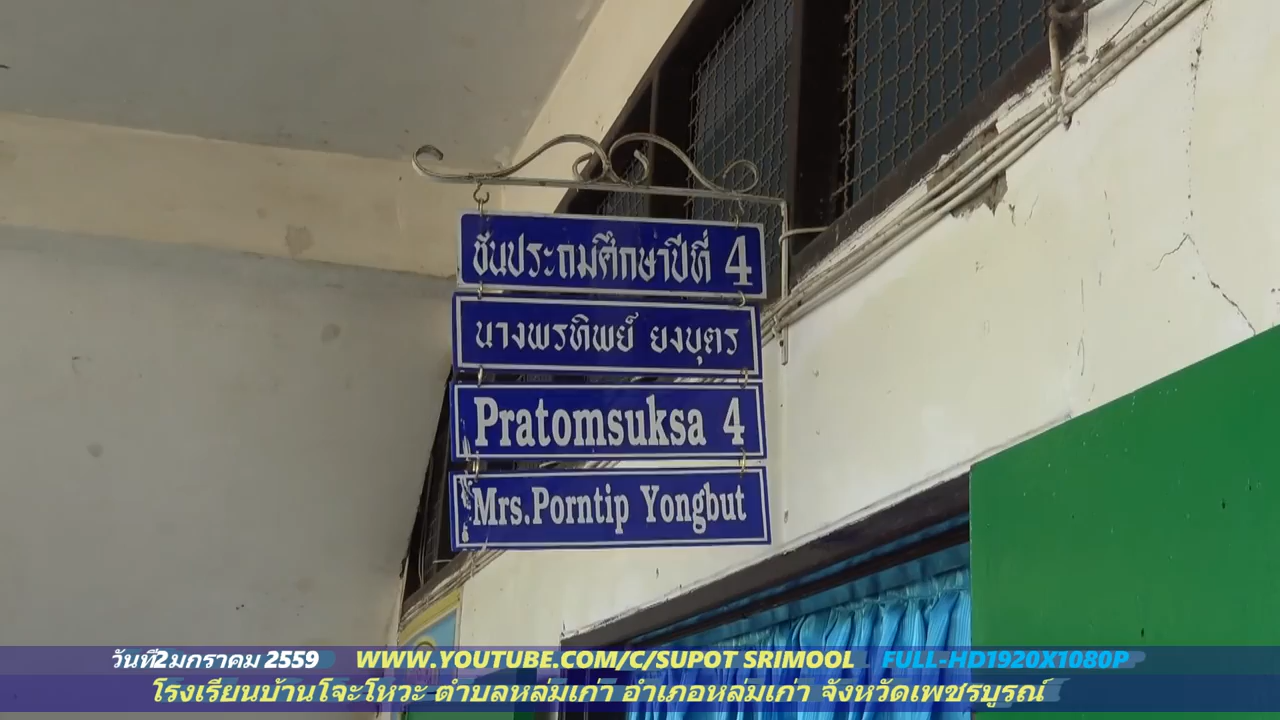 ชั้นประถมศึกษาปีที่ 4
นางพรทิพย์ ยงบุตร
Pratomsuksa 4
Mrs.Porntip Yongbut
วันที่2มกราคม 2559 WWW.YOUTUBE.COM/C/SUPOT SRIMOOL FULL-HD1920X1080P
โรงเรียนบ้านโจะโหวะ ตำบลหล่มเก่า อำเภอหล่มเก่า จังหวัดเพชรบูรณ์